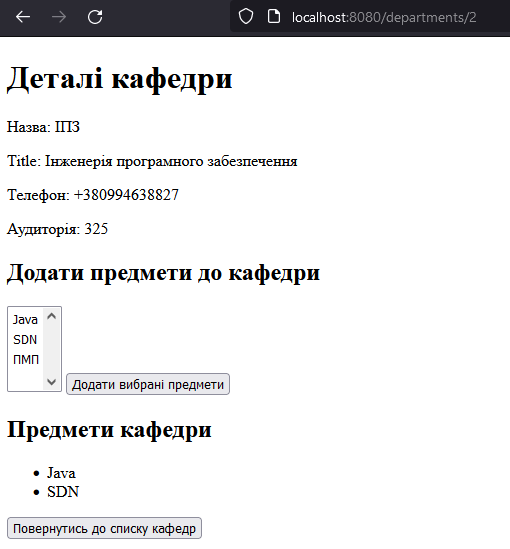 localhost:8080/departments/2
Деталі кафедри
Назва: ІПЗ
Title: Інженерія програмного забезпечення
Телефон: +380994638827
Аудиторія: 325
Додати предмети до кафедри
Java
SDN
ПМП
Додати вибрані предмети
Предмети кафедри
Java
SDN
Повернутись до списку кафедр